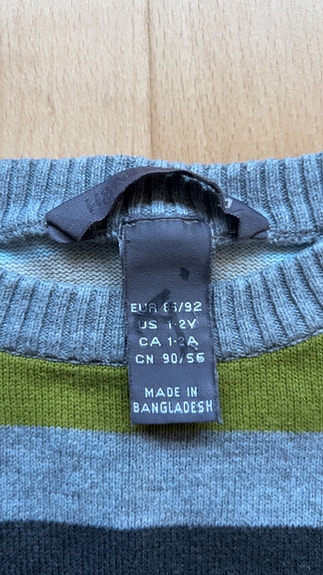 EUR 86/92
US 1-2Y
CA 1-2A
CN 90/56
MADE IN
BANGLADESH